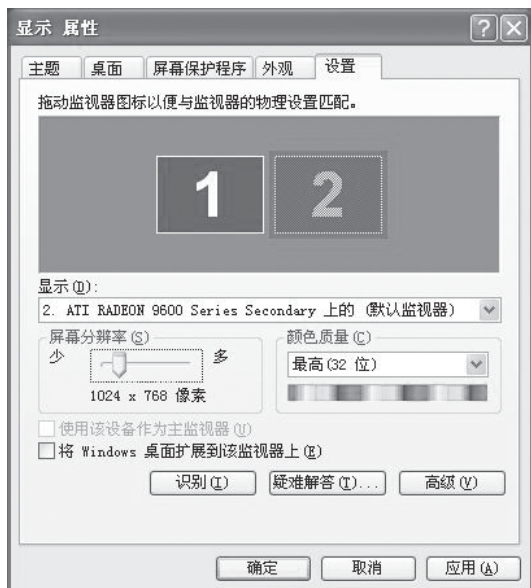 显示 属性
主题 桌面 屏幕保护程序 外观 设置
拖动监视器图标以便与监视器的物理设置匹配。
1 2
显示(D):
2. ATI RADEON 9600 Series Secondary 上的 (默认监视器)
屏幕分辨率(S) 颜色质量(C)
少 多 最高(32 位)
1024 x 768 像素
使用该设备作为主监视器(U)
将 Windows 桌面扩展到该监视器上(E)
识别(I) 疑难解答(T)... 高级(V)
确定 取消 应用(A)